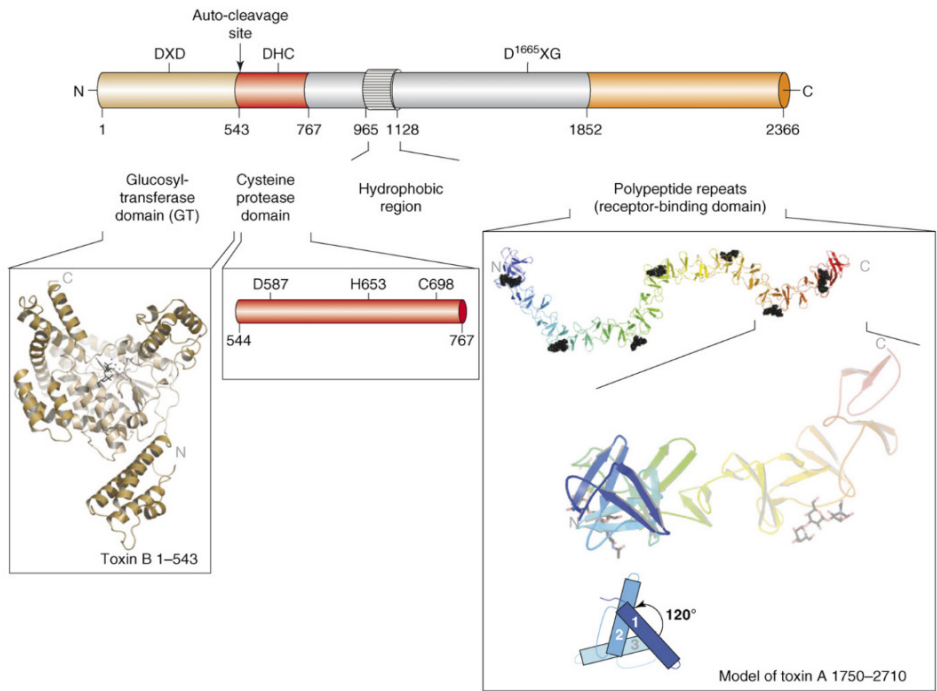 Auto-cleavage
site
DXD
DHC
D¹⁶⁶⁵XG
N
C
1
543
767
965
1128
1852
2366
Glucosyl-
transferase
domain (GT)
Cysteine
protease
domain
Hydrophobic
region
Polypeptide repeats
(receptor-binding domain)
C
N
Toxin B 1–543
D587
H653
C698
544
767
N
C
C
N
120°
1
2
3
Model of toxin A 1750–2710